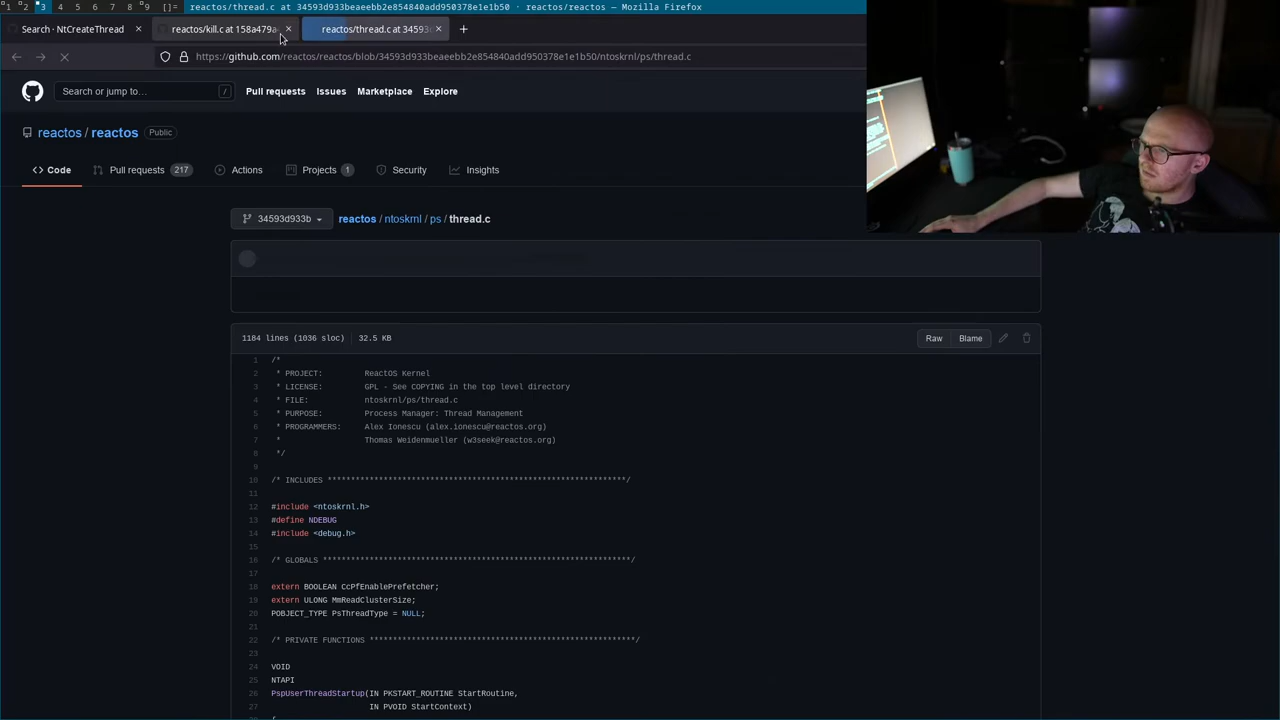 1 2 3 4 5 6 7 8 9 []= reactos/thread.c at 34593d933beaeebb2e854840add950378e1e1b50 · reactos/reactos — Mozilla Firefox
Search · NtCreateThread
reactos/kill.c at 158a479a
reactos/thread.c at 34593
https://github.com/reactos/reactos/blob/34593d933beaeebb2e854840add950378e1e1b50/ntoskrnl/ps/thread.c
Search or jump to… /
Pull requests Issues Marketplace Explore
reactos / reactos Public
<> Code Pull requests 217 Actions Projects 1 Security Insights
34593d933b reactos / ntoskrnl / ps / thread.c
1184 lines (1036 sloc) 32.5 KB Raw Blame
1 /*
2 * PROJECT: ReactOS Kernel
3 * LICENSE: GPL - See COPYING in the top level directory
4 * FILE: ntoskrnl/ps/thread.c
5 * PURPOSE: Process Manager: Thread Management
6 * PROGRAMMERS: Alex Ionescu (alex.ionescu@reactos.org)
7 * Thomas Weidenmueller (w3seek@reactos.org)
8 */
9
10 /* INCLUDES *****************************************************************/
11
12 #include <ntoskrnl.h>
13 #define NDEBUG
14 #include <debug.h>
15
16 /* GLOBALS ******************************************************************/
17
18 extern BOOLEAN CcPfEnablePrefetcher;
19 extern ULONG MmReadClusterSize;
20 POBJECT_TYPE PsThreadType = NULL;
21
22 /* PRIVATE FUNCTIONS ***********************************************************/
23
24 VOID
25 NTAPI
26 PspUserThreadStartup(IN PKSTART_ROUTINE StartRoutine,
27 IN PVOID StartContext)
{